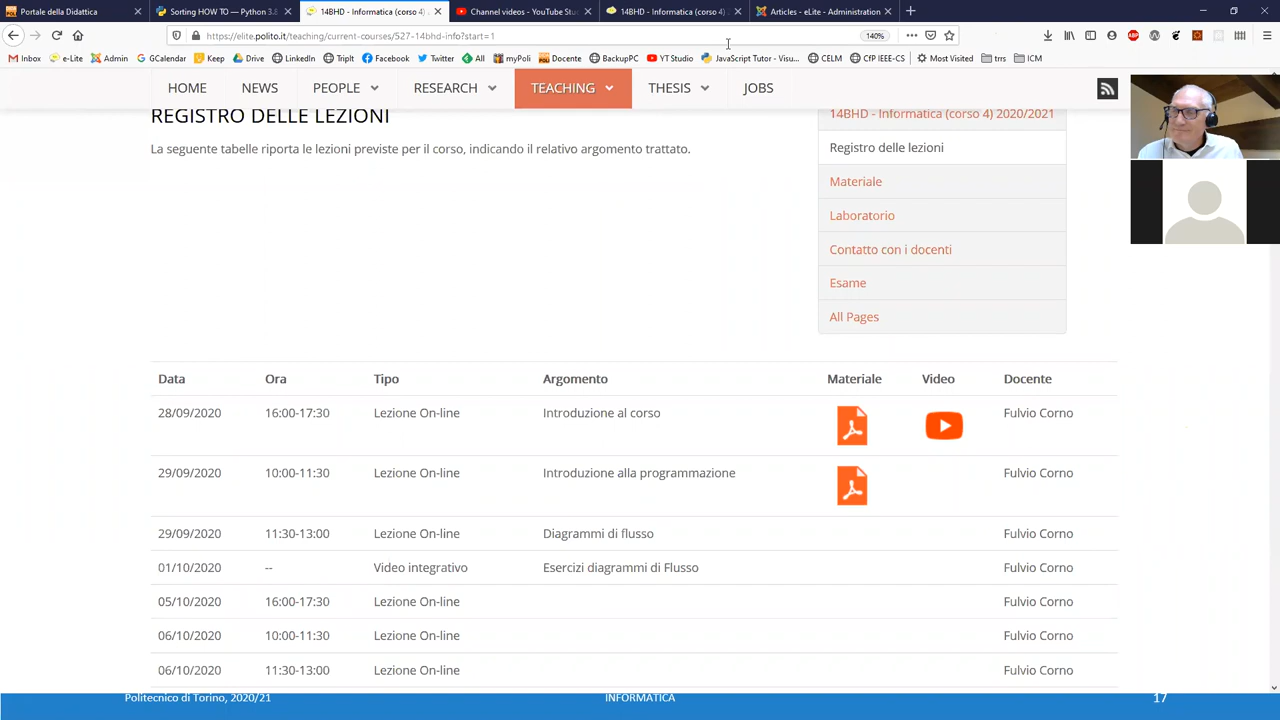 Portale della Didattica
Sorting HOW TO — Python 3.8
14BHD - Informatica (corso 4)
Channel videos - YouTube Stu
14BHD - Informatica (corso 4)
Articles - eLite - Administration
https://elite.polito.it/teaching/current-courses/527-14bhd-info?start=1
140%
Inbox
e-Lite
Admin
GCalendar
Keep
Drive
LinkedIn
TripIt
Facebook
Twitter
All
myPoli
Docente
BackupPC
YT Studio
JavaScript Tutor - Visu...
CELM
CfP IEEE-CS
Most Visited
trrs
ICM
HOME
NEWS
PEOPLE
RESEARCH
TEACHING
THESIS
JOBS
REGISTRO DELLE LEZIONI
La seguente tabelle riporta le lezioni previste per il corso, indicando il relativo argomento trattato.
14BHD - Informatica (corso 4) 2020/2021
Registro delle lezioni
Materiale
Laboratorio
Contatto con i docenti
Esame
All Pages
Data Ora Tipo Argomento Materiale Video Docente
28/09/2020 16:00-17:30 Lezione On-line Introduzione al corso Fulvio Corno
29/09/2020 10:00-11:30 Lezione On-line Introduzione alla programmazione Fulvio Corno
29/09/2020 11:30-13:00 Lezione On-line Diagrammi di flusso Fulvio Corno
01/10/2020 -- Video integrativo Esercizi diagrammi di Flusso Fulvio Corno
05/10/2020 16:00-17:30 Lezione On-line Fulvio Corno
06/10/2020 10:00-11:30 Lezione On-line Fulvio Corno
06/10/2020 11:30-13:00 Lezione On-line Fulvio Corno
Politecnico di Torino, 2020/21
INFORMATICA
17